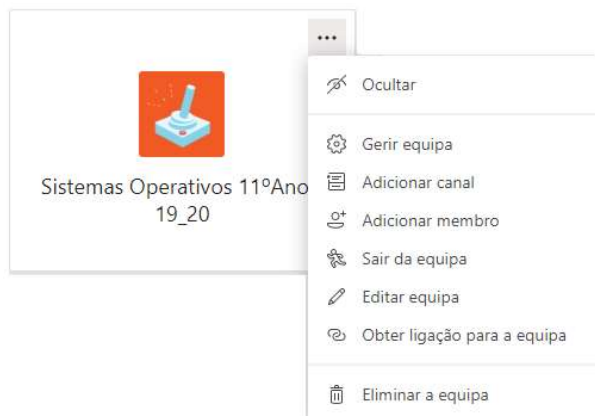 Sistemas Operativos 11ºAno
19_20
Ocultar
Gerir equipa
Adicionar canal
Adicionar membro
Sair da equipa
Editar equipa
Obter ligação para a equipa
Eliminar a equipa